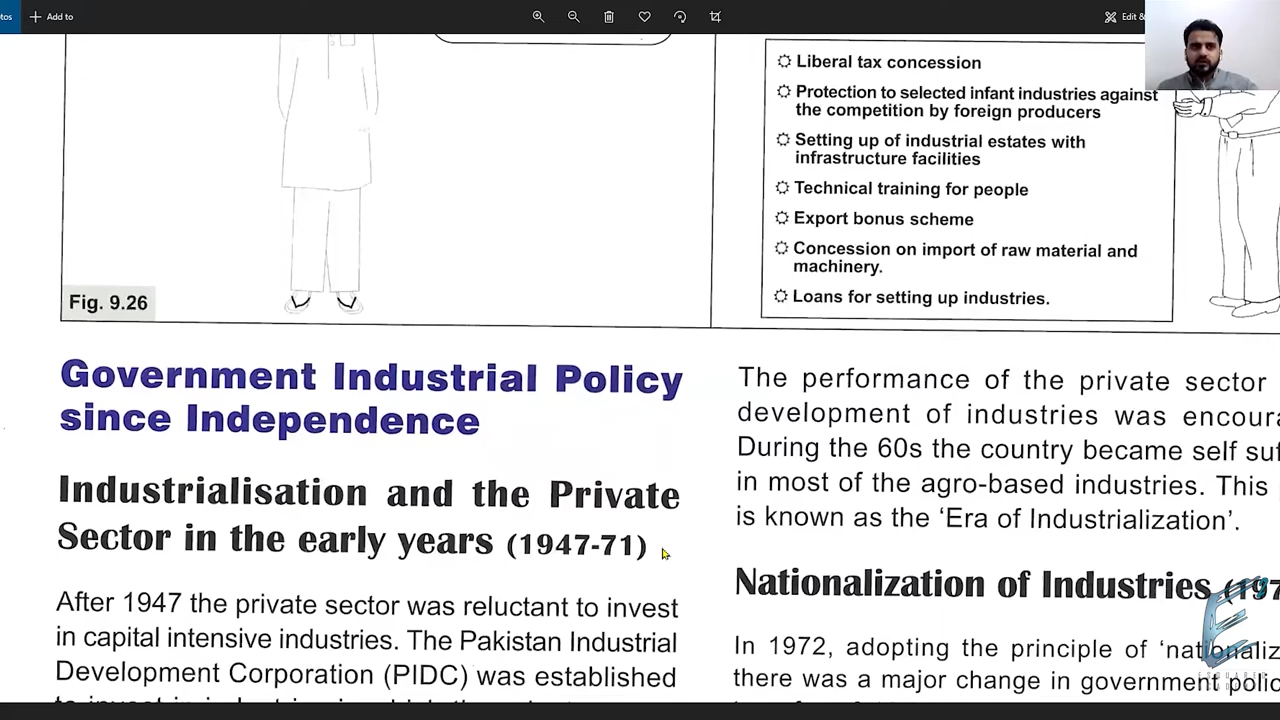 Add to
Edit &
Liberal tax concession
Protection to selected infant industries against
the competition by foreign producers
Setting up of industrial estates with
infrastructure facilities
Technical training for people
Export bonus scheme
Concession on import of raw material and
machinery.
Loans for setting up industries.
Fig. 9.26
Government Industrial Policy
since Independence
Industrialisation and the Private
Sector in the early years (1947-71)
After 1947 the private sector was reluctant to invest
in capital intensive industries. The Pakistan Industrial
Development Corporation (PIDC) was established
The performance of the private sector
development of industries was
During the 60s the country became self
in most of the agro-based industries. This
is known as the 'Era of Industrialization'.
Nationalization of Industries
In 1972, adopting the principle of
there was a major change in government